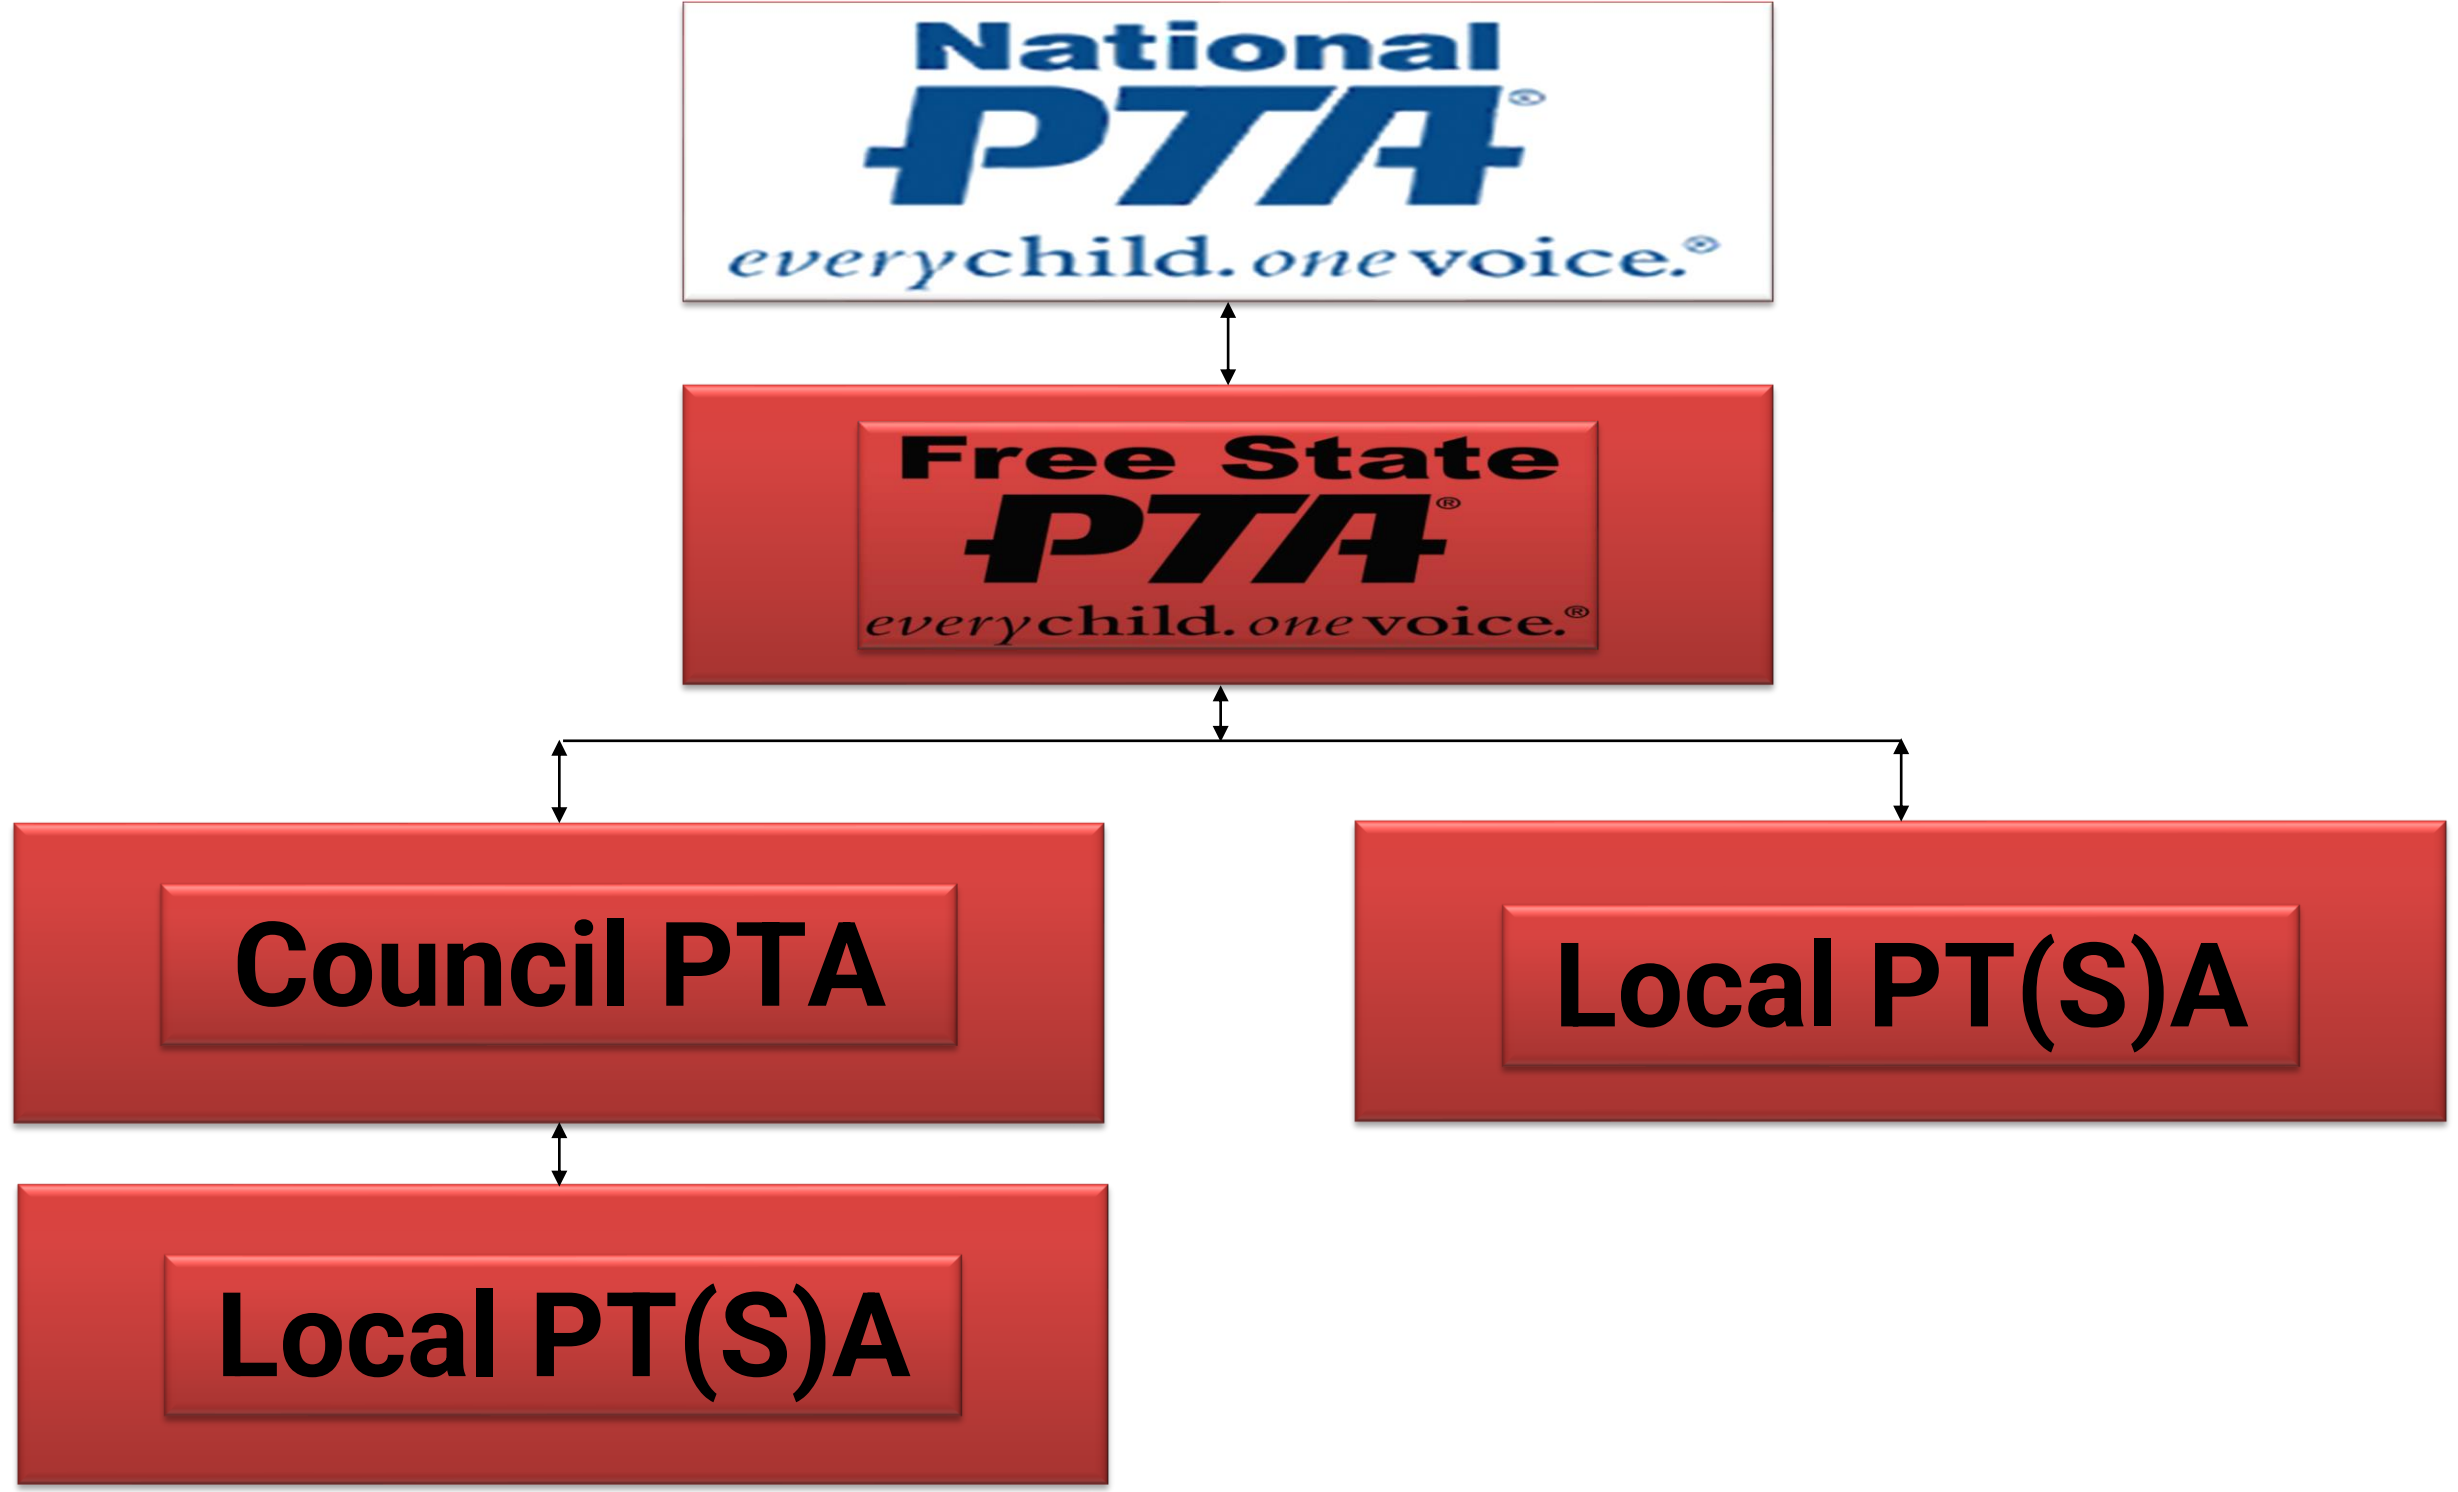 National
PTA®
everychild. onevoice.®
Free State
PTA®
everychild. onevoice.®
Council PTA
Local PT(S)A
Local PT(S)A